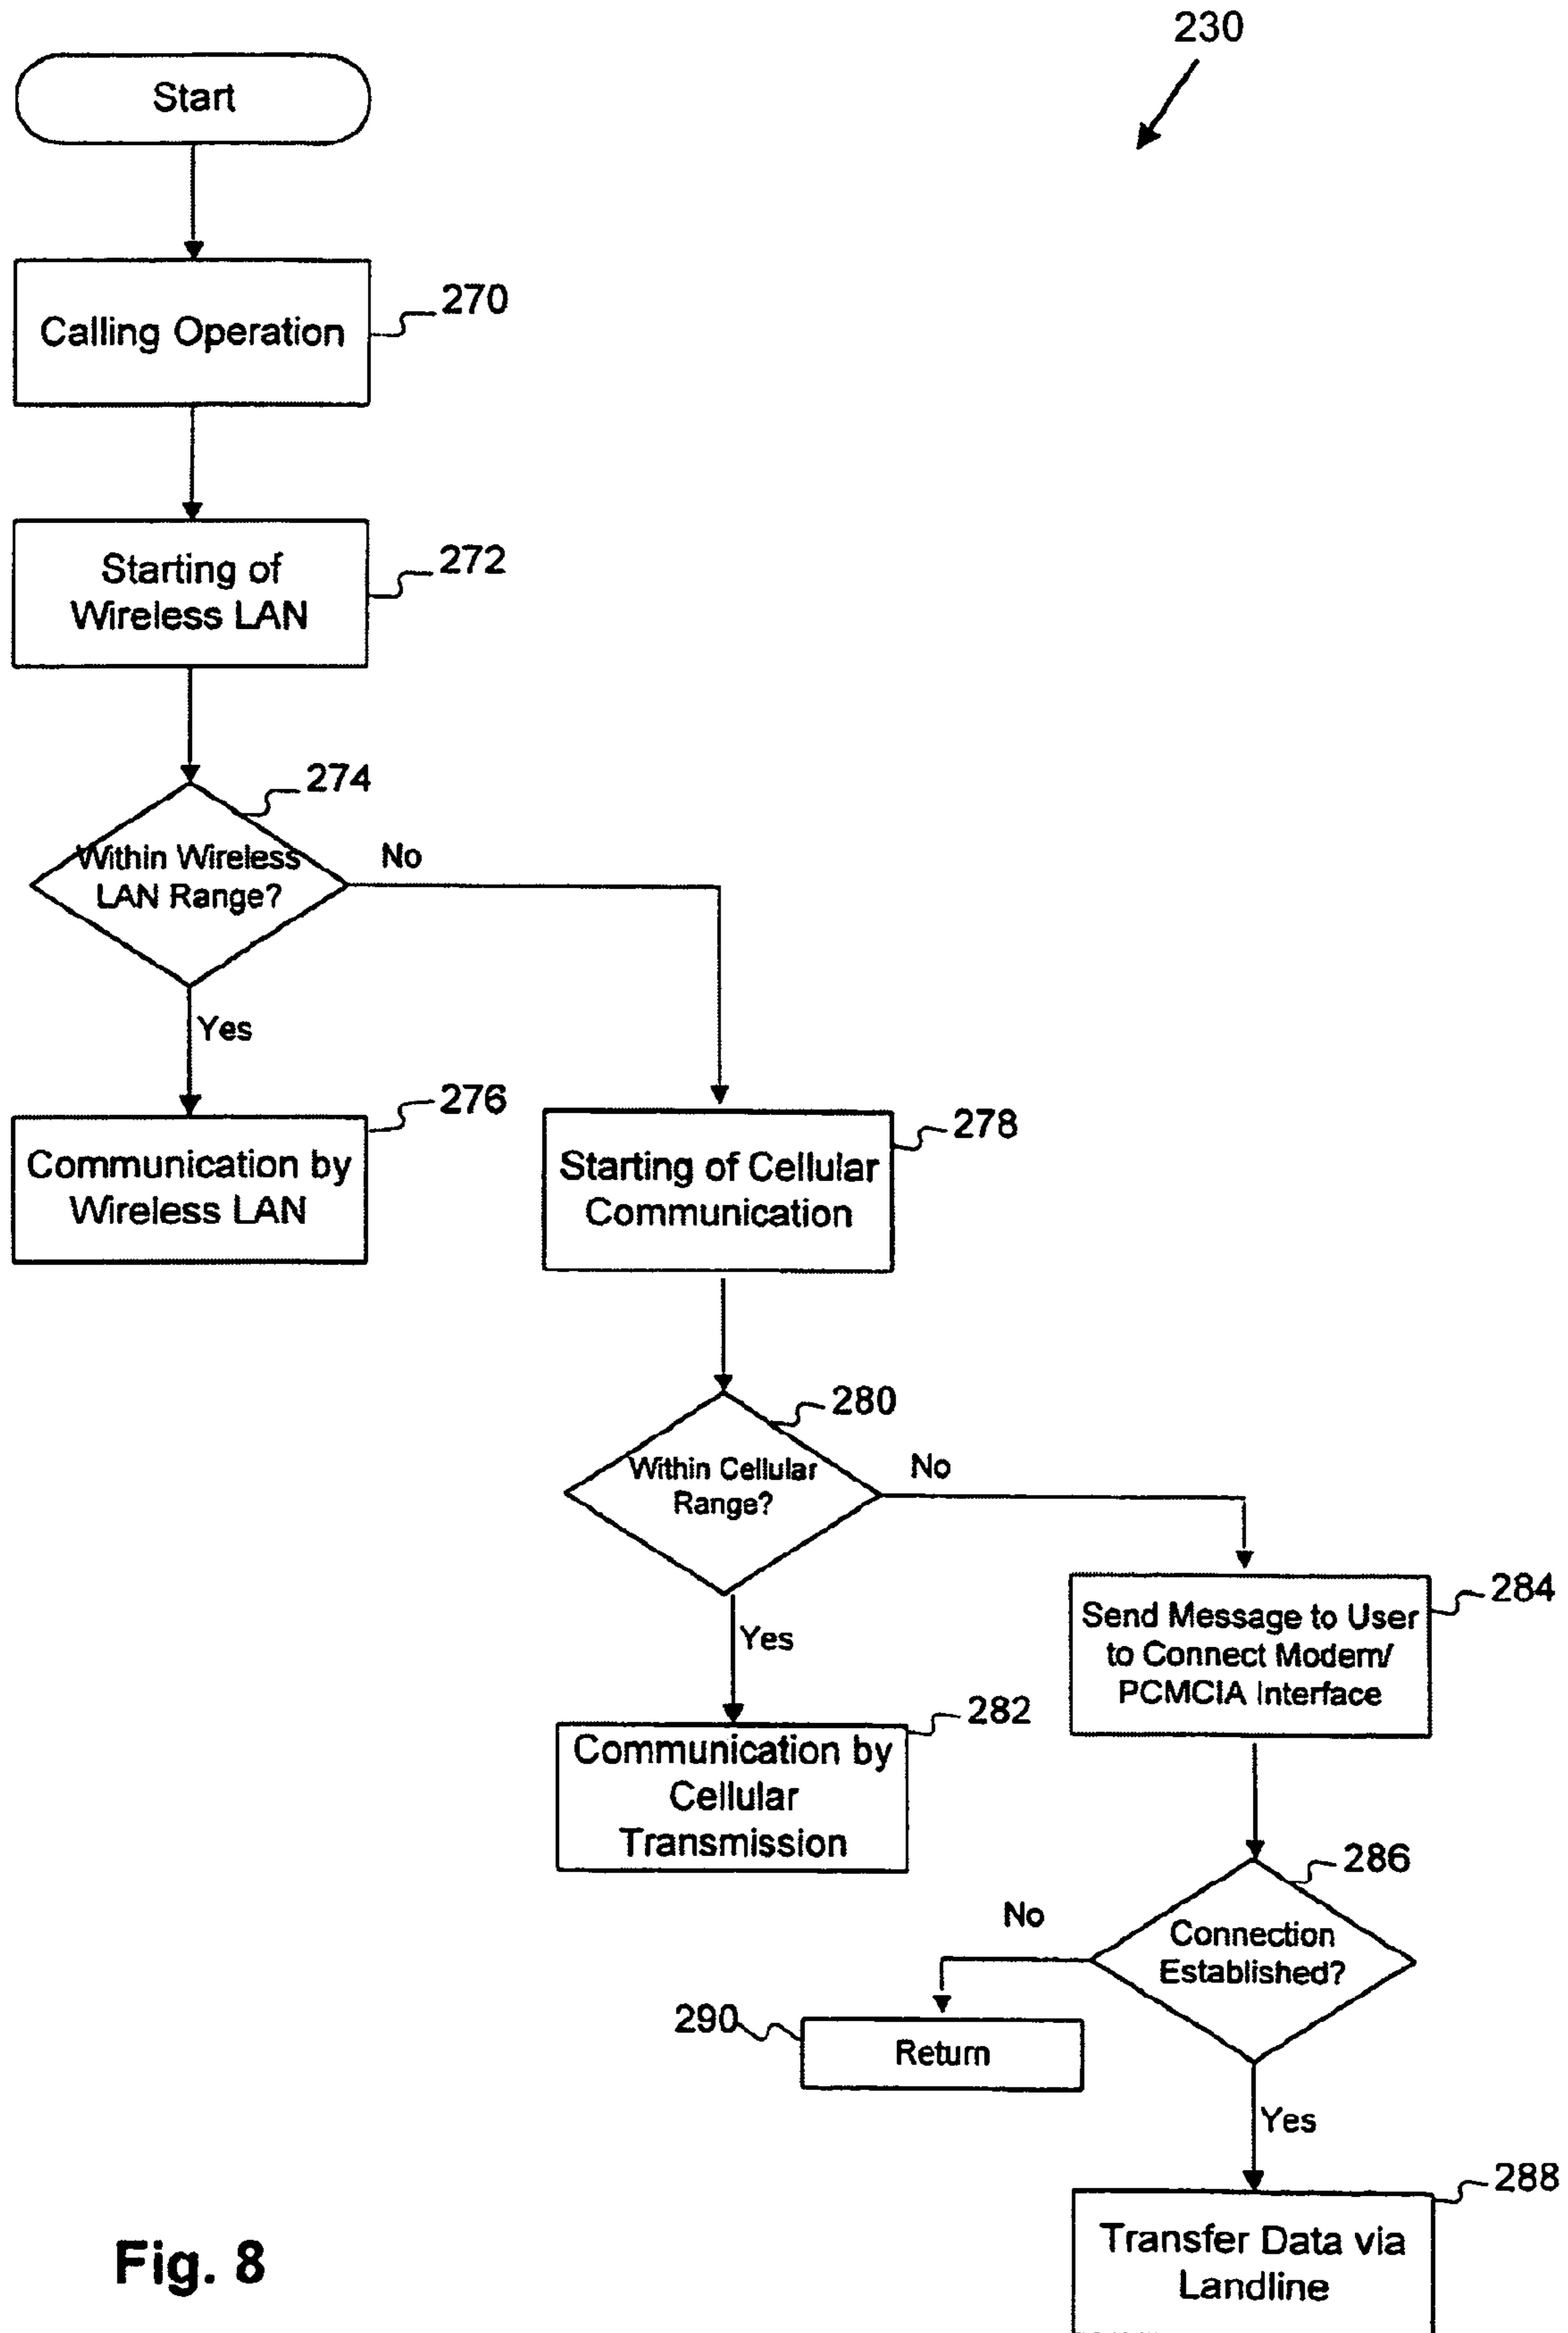 230
Start
Calling Operation
270
Starting of
Wireless LAN
272
274
Within Wireless
LAN Range?
No
Yes
Communication by
Wireless LAN
276
Starting of Cellular
Communication
278
280
Within Cellular
Range?
No
Yes
Communication by
Cellular
Transmission
282
Send Message to User
to Connect Modem/
PCMCIA Interface
284
286
Connection
Established?
No
290
Return
Yes
288
Transfer Data via
Landline
Fig. 8